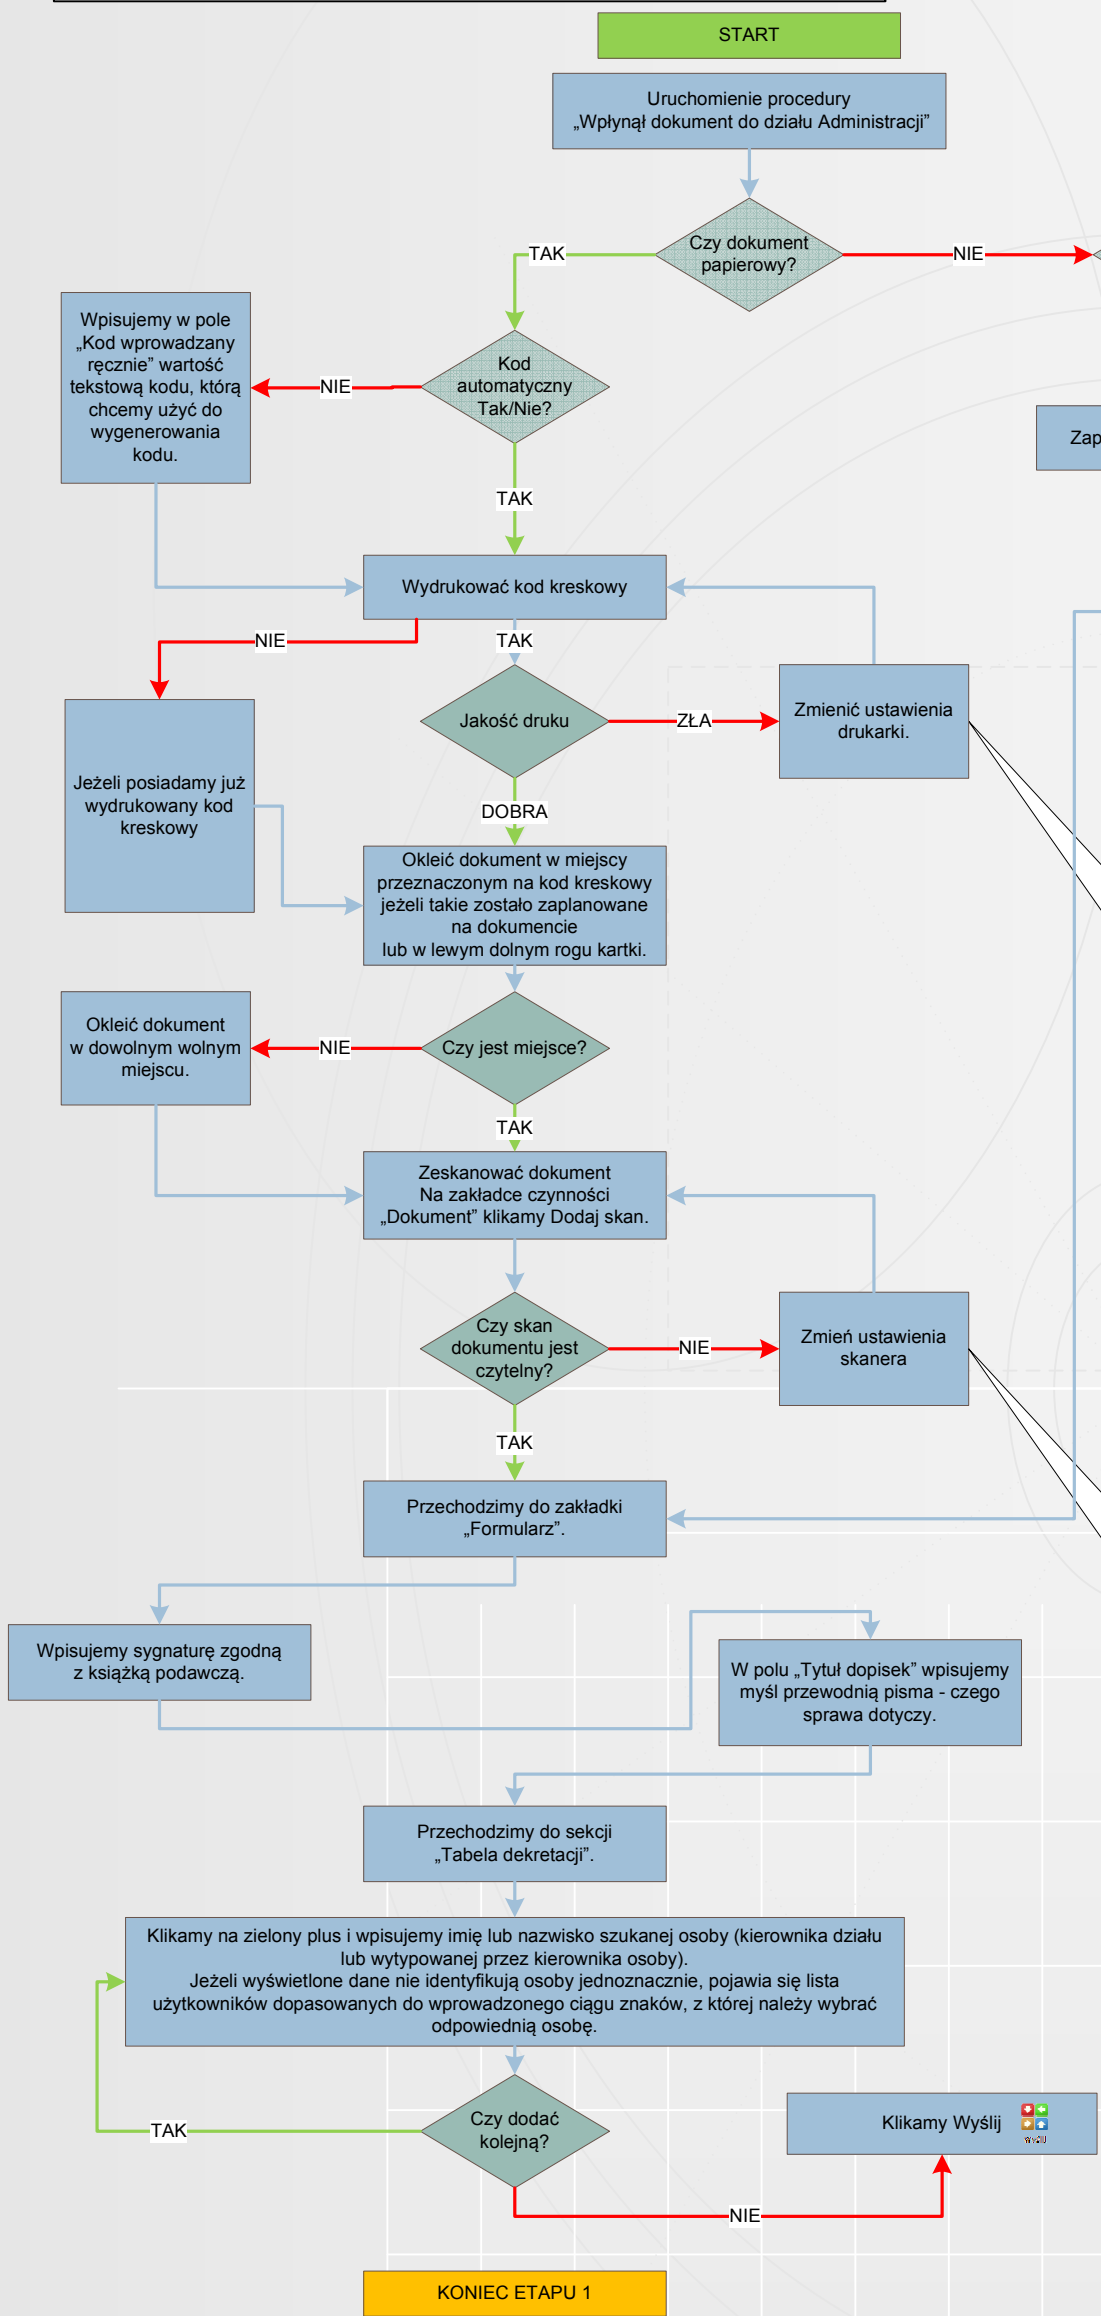 START
Uruchomienie procedury
„Wpłynął dokument do działu Administracji”
Czy dokument
papierowy?
TAK
NIE
Wpisujemy w pole
„Kod wprowadzany
ręcznie” wartość
tekstową kodu, którą
chcemy użyć do
wygenerowania
kodu.
NIE
Kod
automatyczny
Tak/Nie?
Zap
TAK
Wydrukować kod kreskowy
NIE
TAK
Jakość druku
ZŁA
Zmienić ustawienia
drukarki.
Jeżeli posiadamy już
wydrukowany kod
kreskowy
DOBRA
Okleić dokument w miejscy
przeznaczonym na kod kreskowy
jeżeli takie zostało zaplanowane
na dokumencie
lub w lewym dolnym rogu kartki.
Okleić dokument
w dowolnym wolnym
miejscu.
NIE
Czy jest miejsce?
TAK
Zeskanować dokument
Na zakładce czynności
„Dokument” klikamy Dodaj skan.
Czy skan
dokumentu jest
czytelny?
NIE
Zmień ustawienia
skanera
TAK
Przechodzimy do zakładki
„Formularz”.
Wpisujemy sygnaturę zgodną
z książką podawczą.
W polu „Tytuł dopisek” wpisujemy
myśl przewodnią pisma - czego
sprawa dotyczy.
Przechodzimy do sekcji
„Tabela dekretacji”.
Klikamy na zielony plus i wpisujemy imię lub nazwisko szukanej osoby (kierownika działu
lub wytypowanej przez kierownika osoby).
Jeżeli wyświetlone dane nie identyfikują osoby jednoznacznie, pojawia się lista
użytkowników dopasowanych do wprowadzonego ciągu znaków, z której należy wybrać
odpowiednią osobę.
TAK
Czy dodać
kolejną?
Klikamy Wyślij
Wyślij
NIE
KONIEC ETAPU 1